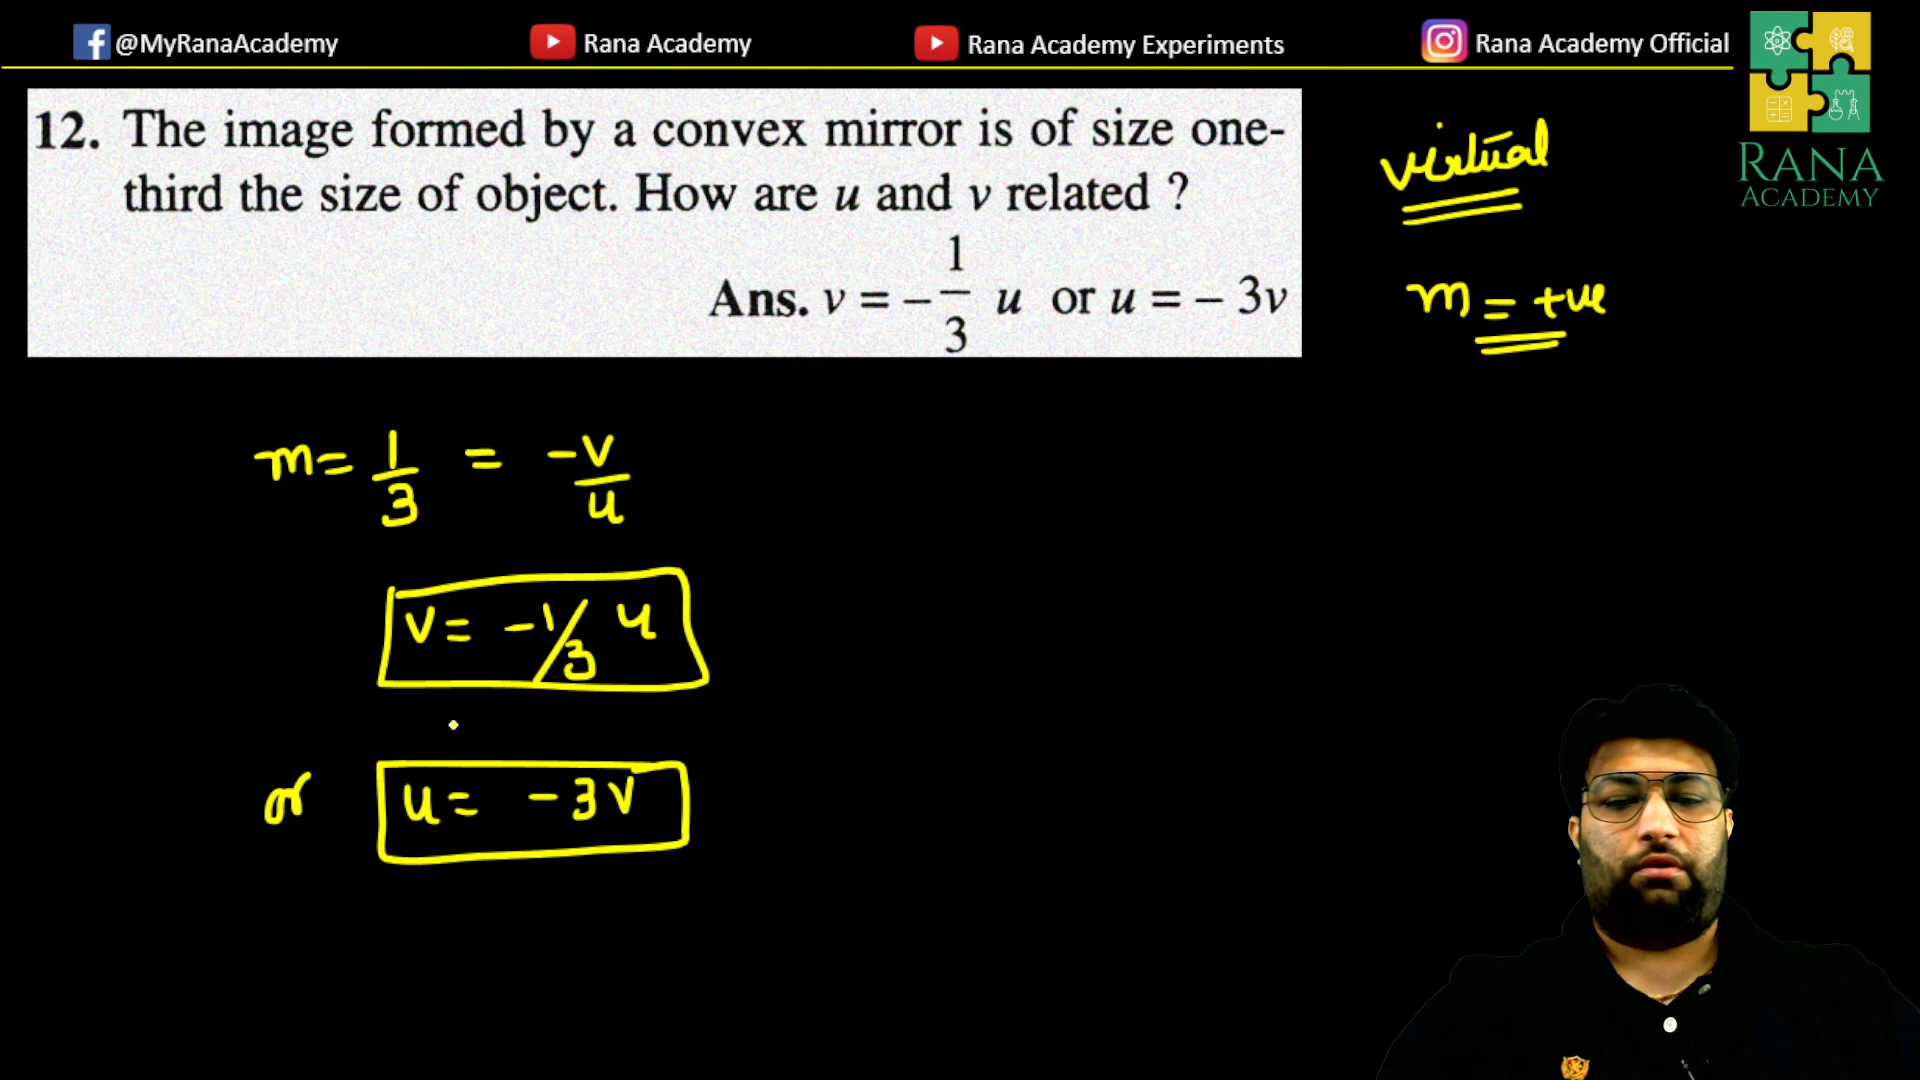 @MyRanaAcademy
Rana Academy
Rana Academy Experiments
Rana Academy Official
RANA
ACADEMY
12. The image formed by a convex mirror is of size one-
third the size of object. How are u and v related ?
Ans. v = – 1/3 u or u = – 3v
virtual
m = +ve
m = 1/3 = -v/u
v = -1/3 u
or u = -3v